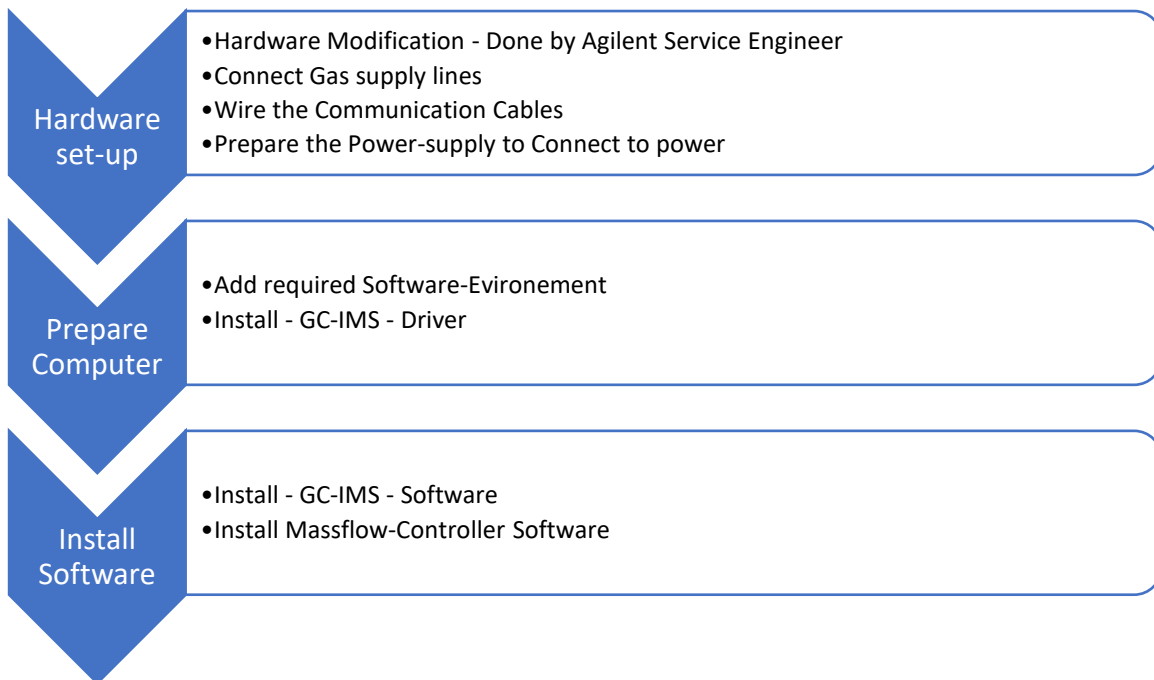 Hardware
set-up
•Hardware Modification - Done by Agilent Service Engineer
•Connect Gas supply lines
•Wire the Communication Cables
•Prepare the Power-supply to Connect to power
Prepare
Computer
•Add required Software-Evironement
•Install - GC-IMS - Driver
Install
Software
•Install - GC-IMS - Software
•Install Massflow-Controller Software